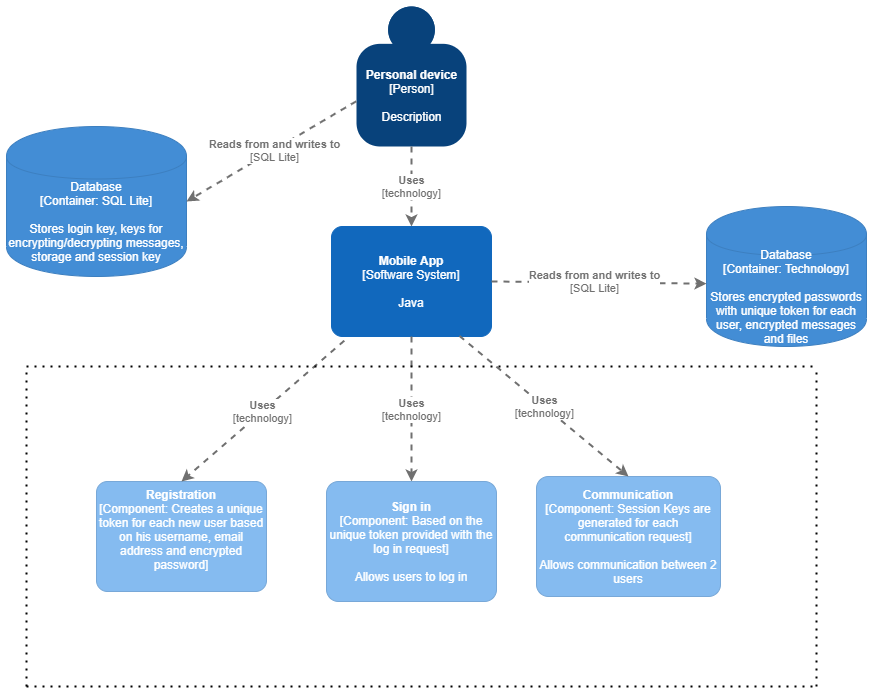 Personal device
[Person]
Description
Reads from and writes to
[SQL Lite]
Database
[Container: SQL Lite]
Stores login key, keys for
encrypting/decrypting messages,
storage and session key
Uses
[technology]
Mobile App
[Software System]
Java
Reads from and writes to
[SQL Lite]
Database
[Container: Technology]
Stores encrypted passwords
with unique token for each
user, encrypted messages
and files
Uses
[technology]
Uses
[technology]
Uses
[technology]
Registration
[Component: Creates a unique
token for each new user based
on his username, email
address and encrypted
password]
Sign in
[Component: Based on the
unique token provided with the
log in request]
Allows users to log in
Communication
[Component: Session Keys are
generated for each
communication request]
Allows communication between 2
users